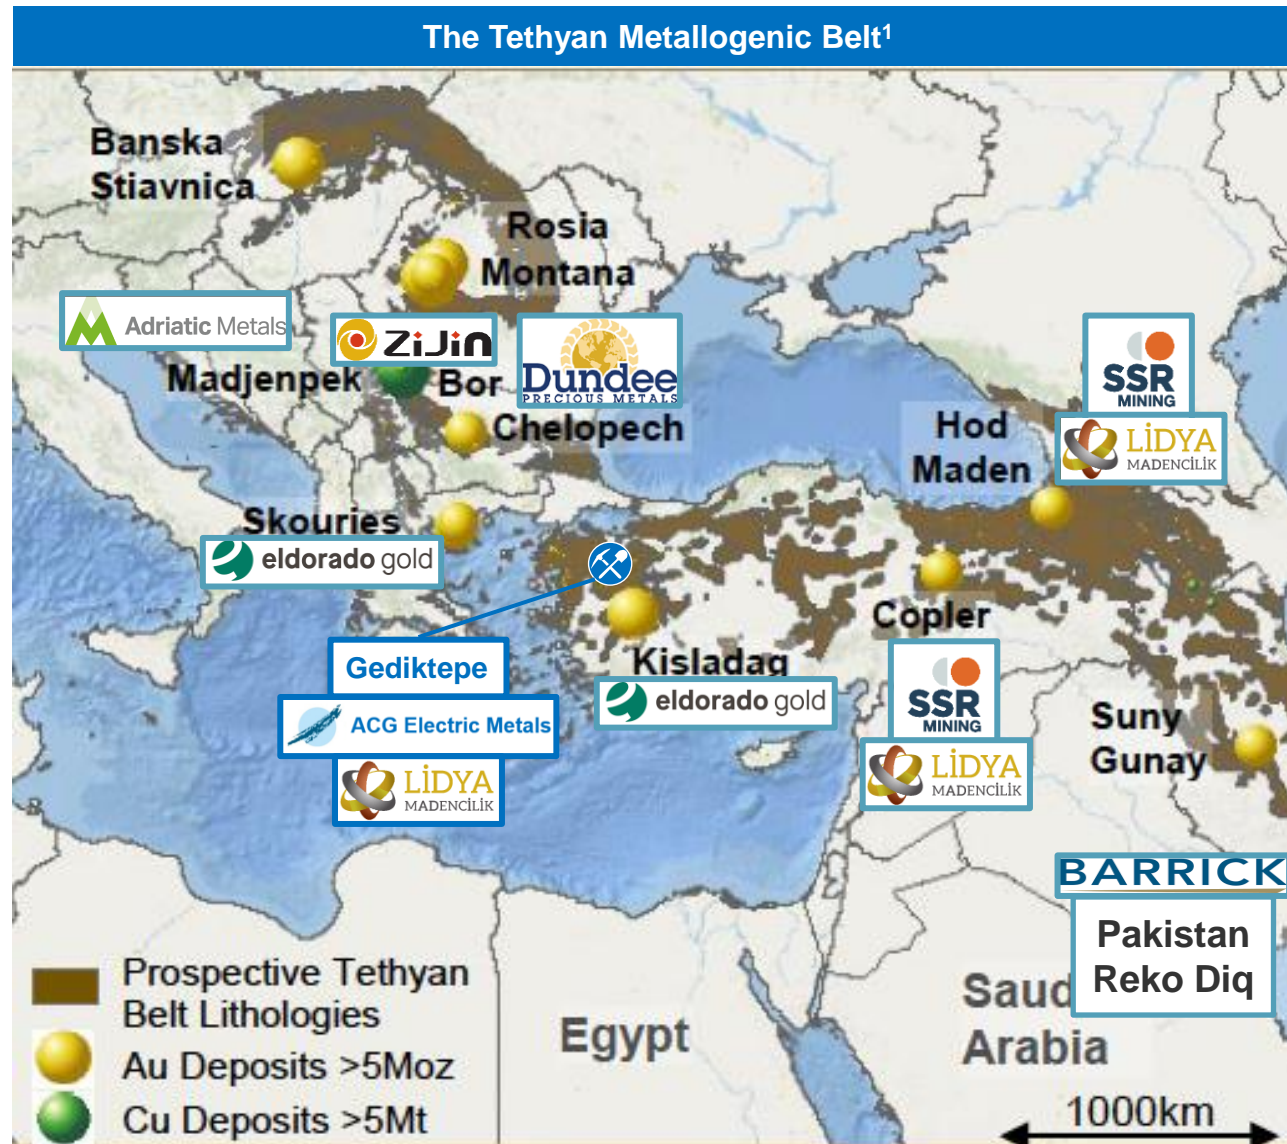 The Tethyan Metallogenic Belt¹
Banska
Stiavnica
Rosia
Montana
Adriatic Metals
ZiJin
Dundee
PRECIOUS METALS
Madjenpek
Bor
Chelopech
SSR
MINING
LİDYA
MADENCİLİK
Hod
Maden
Skouries
eldorado gold
Copler
Gediktepe
ACG Electric Metals
LİDYA
MADENCİLİK
Kisladag
eldorado gold
SSR
MINING
LİDYA
MADENCİLİK
Suny
Gunay
BARRICK
Pakistan
Reko Diq
Prospective Tethyan
Belt Lithologies
Au Deposits >5Moz
Cu Deposits >5Mt
Egypt
Saud
Arabia
1000km